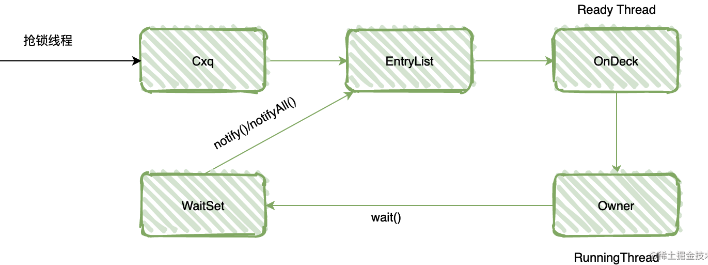 Ready Thread
抢锁线程
Cxq
EntryList
OnDeck
notify()/notifyAll()
WaitSet
wait()
Owner
RunningThread
@稀土掘金技术